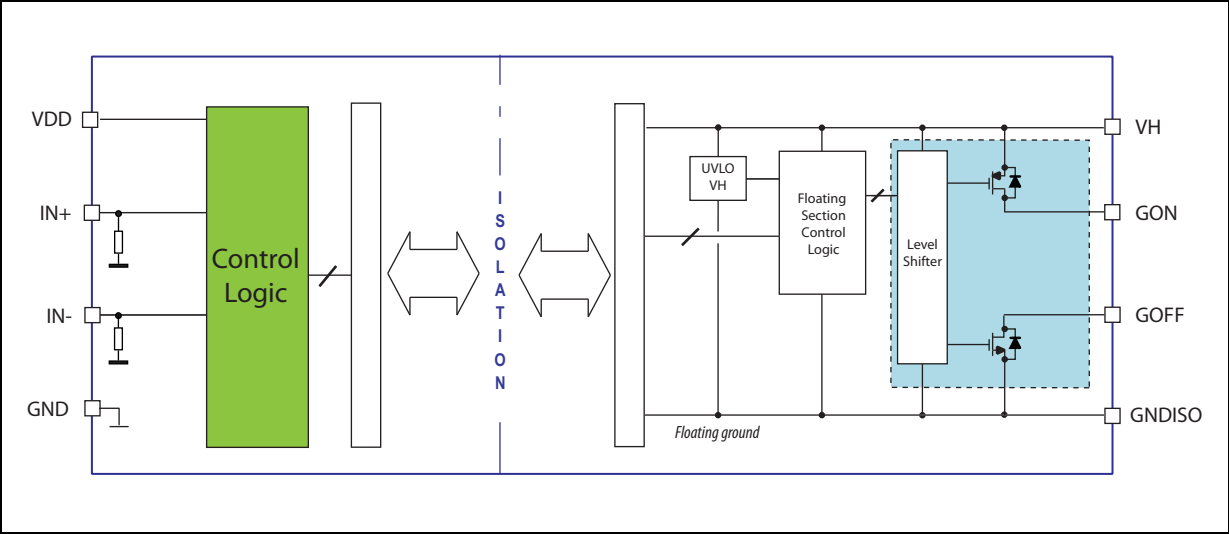 VDD
IN+
IN-
GND
Control
Logic
ISOLATION
UVLO
VH
Floating
Section
Control
Logic
Level
Shifter
Floating ground
VH
GON
GOFF
GNDISO